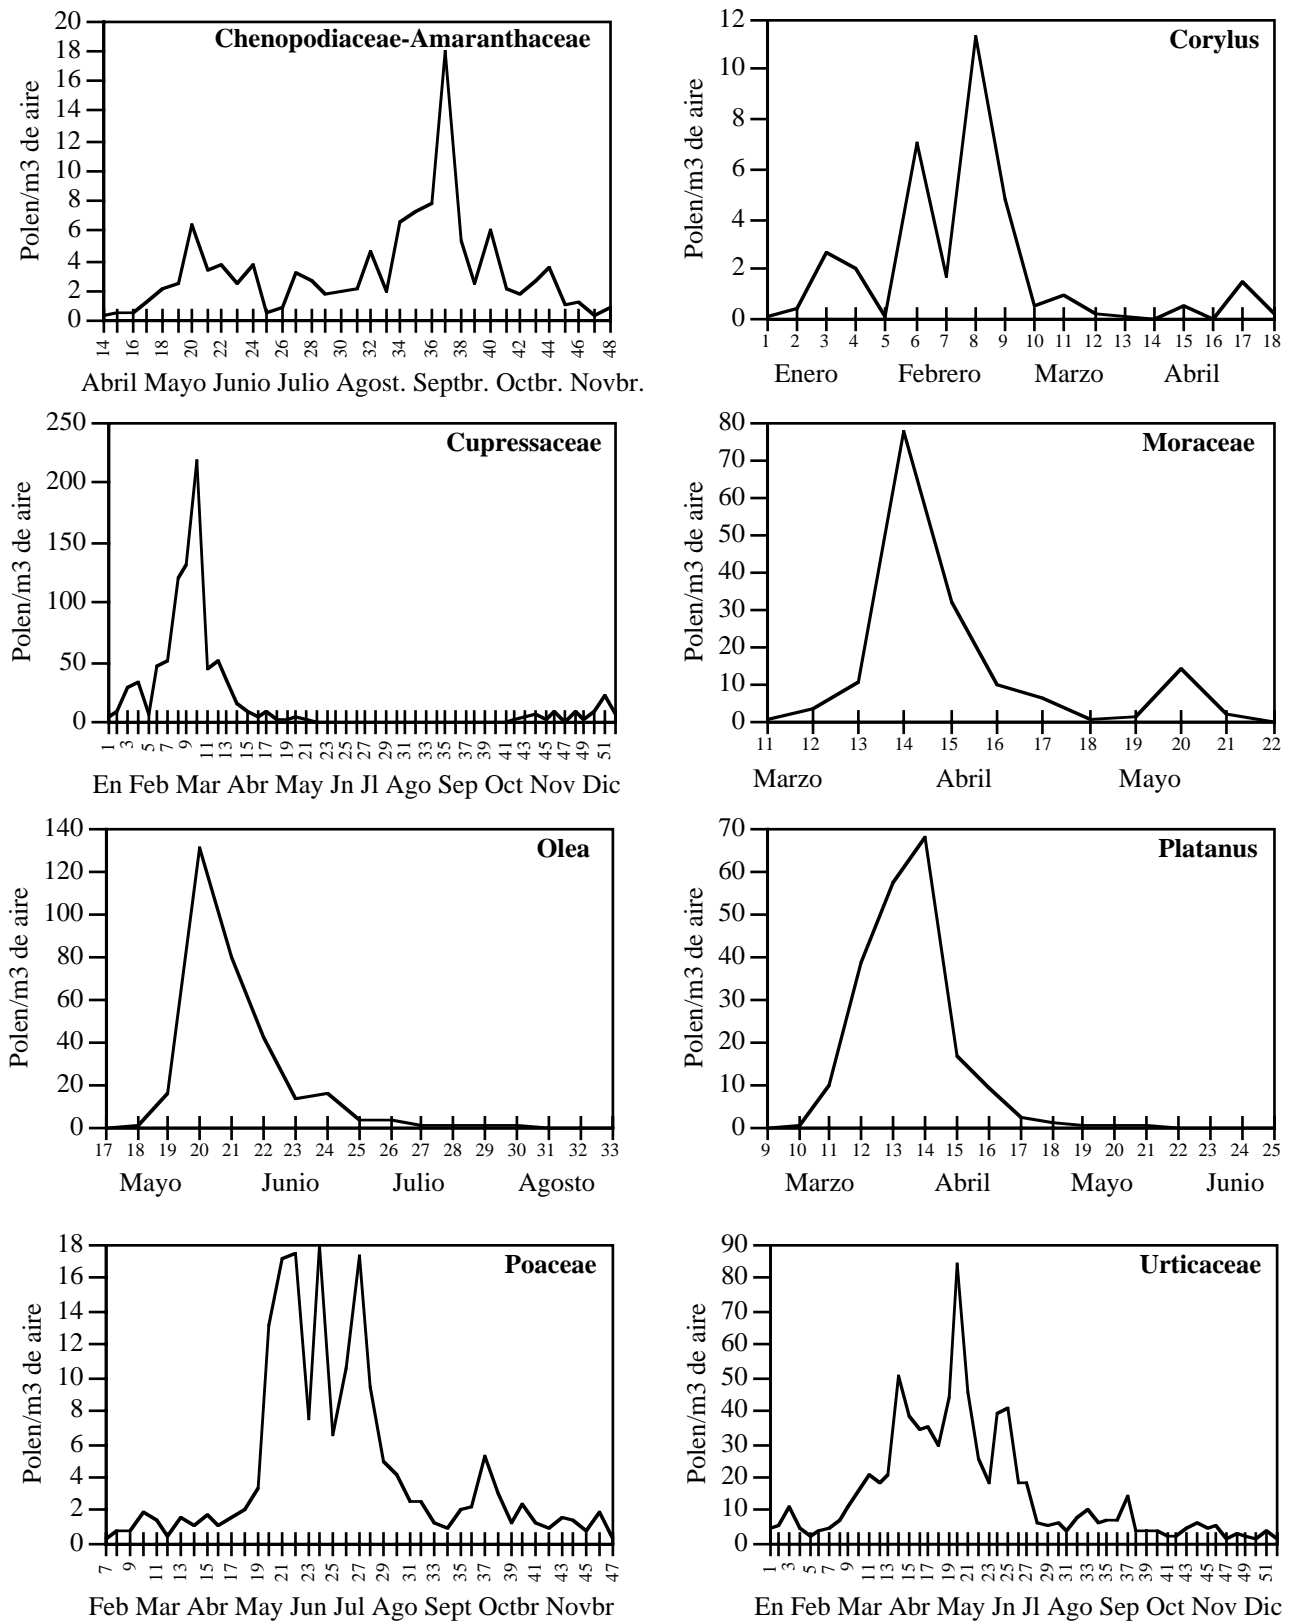 Chenopodiaceae-Amaranthaceae
Polen/m3 de aire
20
18
16
14
12
10
8
6
4
2
0
14 16 18 20 22 24 26 28 30 32 34 36 38 40 42 44 46 48
Abril Mayo Junio Julio Agost. Septbr. Octbr. Novbr.
Corylus
Polen/m3 de aire
12
10
8
6
4
2
0
1 2 3 4 5 6 7 8 9 10 11 12 13 14 15 16 17 18
Enero Febrero Marzo Abril
Cupressaceae
Polen/m3 de aire
250
200
150
100
50
0
1 3 5 7 9 11 13 15 17 19 21 23 25 27 29 31 33 35 37 39 41 43 45 47 49 51
En Feb Mar Abr May Jn Jl Ago Sep Oct Nov Dic
Moraceae
Polen/m3 de aire
80
70
60
50
40
30
20
10
0
11 12 13 14 15 16 17 18 19 20 21 22
Marzo Abril Mayo
Olea
Polen/m3 de aire
140
120
100
80
60
40
20
0
17 18 19 20 21 22 23 24 25 26 27 28 29 30 31 32 33
Mayo Junio Julio Agosto
Platanus
Polen/m3 de aire
70
60
50
40
30
20
10
0
9 10 11 12 13 14 15 16 17 18 19 20 21 22 23 24 25
Marzo Abril Mayo Junio
Poaceae
Polen/m3 de aire
18
16
14
12
10
8
6
4
2
0
7 9 11 13 15 17 19 21 23 25 27 29 31 33 35 37 39 41 43 45 47
Feb Mar Abr May Jun Jul Ago Sept Octbr Novbr
Urticaceae
Polen/m3 de aire
90
80
70
60
50
40
30
20
10
0
1 3 5 7 9 11 13 15 17 19 21 23 25 27 29 31 33 35 37 39 41 43 45 47 49 51
En Feb Mar Abr May Jn Jl Ago Sep Oct Nov Dic